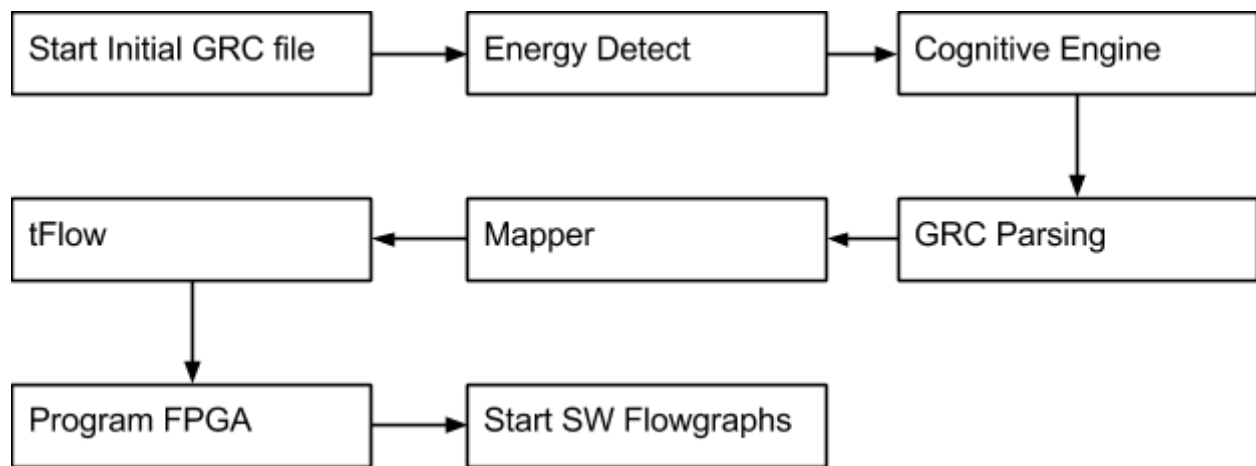 Start Initial GRC file
Energy Detect
Cognitive Engine
tFlow
Mapper
GRC Parsing
Program FPGA
Start SW Flowgraphs